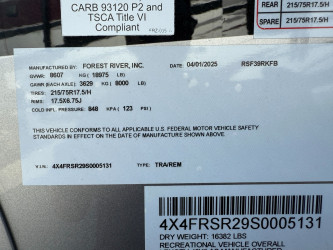 CARB 93120 P2 and
TSCA Title VI
Compliant
REAR 215/75R17.5/H
SPARE 215/75R17.5/H
MANUFACTURED BY: FOREST RIVER, INC. DATE: 04/01/2025 RSF39RKFB
GVWR: 8607 KG ( 18975 LB)
GAWR (EACH AXLE) 3629 KG ( 8000 LB)
TIRES: 215/75R17.5/H
RIMS: 17.5X6.75J
COLD INFL. PRESSURE: 848 KPA ( 123 PSI)
THIS VEHICLE CONFORMS TO ALL APPLICABLE U.S. FEDERAL MOTOR VEHICLE SAFETY
STANDARDS IN EFFECT ON THE DATE OF MANUFACTURE SHOWN ABOVE.
V.I.N.: 4X4FRSR29S0005131 TYPE: TRA/REM
4X4FRSR29S0005131
DRY WEIGHT: 16382 LBS
RECREATIONAL VEHICLE OVERALL